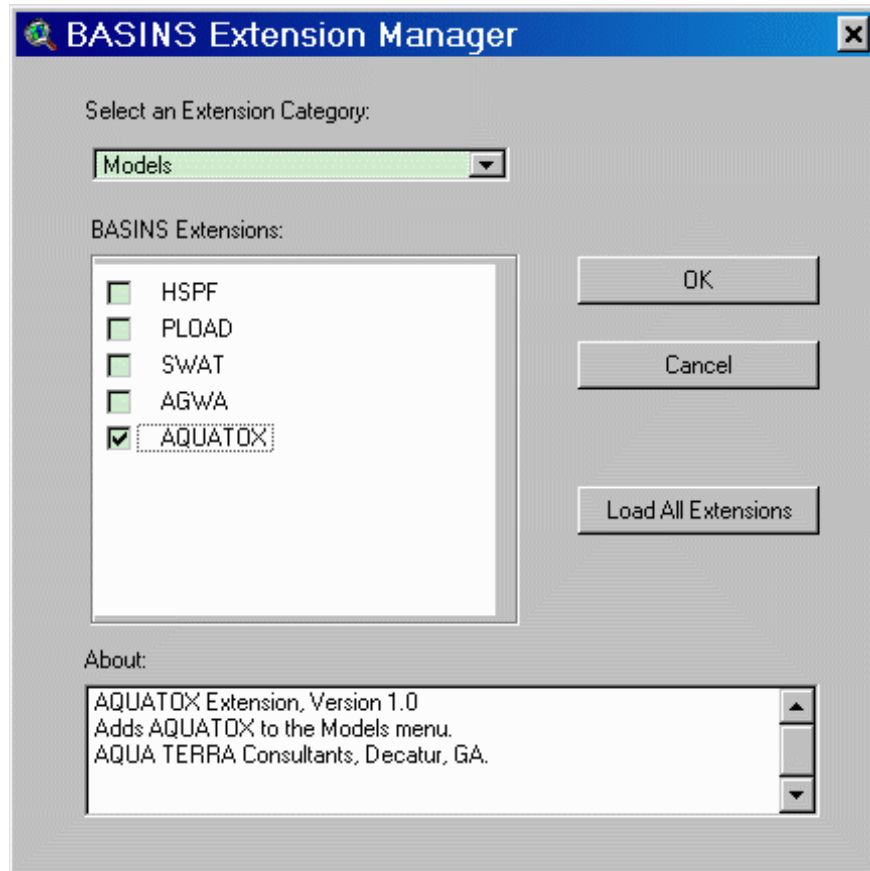 BASINS Extension Manager
Select an Extension Category:
Models
BASINS Extensions:
HSPF
PLOAD
SWAT
AGWA
AQUATOX
OK
Cancel
Load All Extensions
About:
AQUATOX Extension, Version 1.0
Adds AQUATOX to the Models menu.
AQUA TERRA Consultants, Decatur, GA.